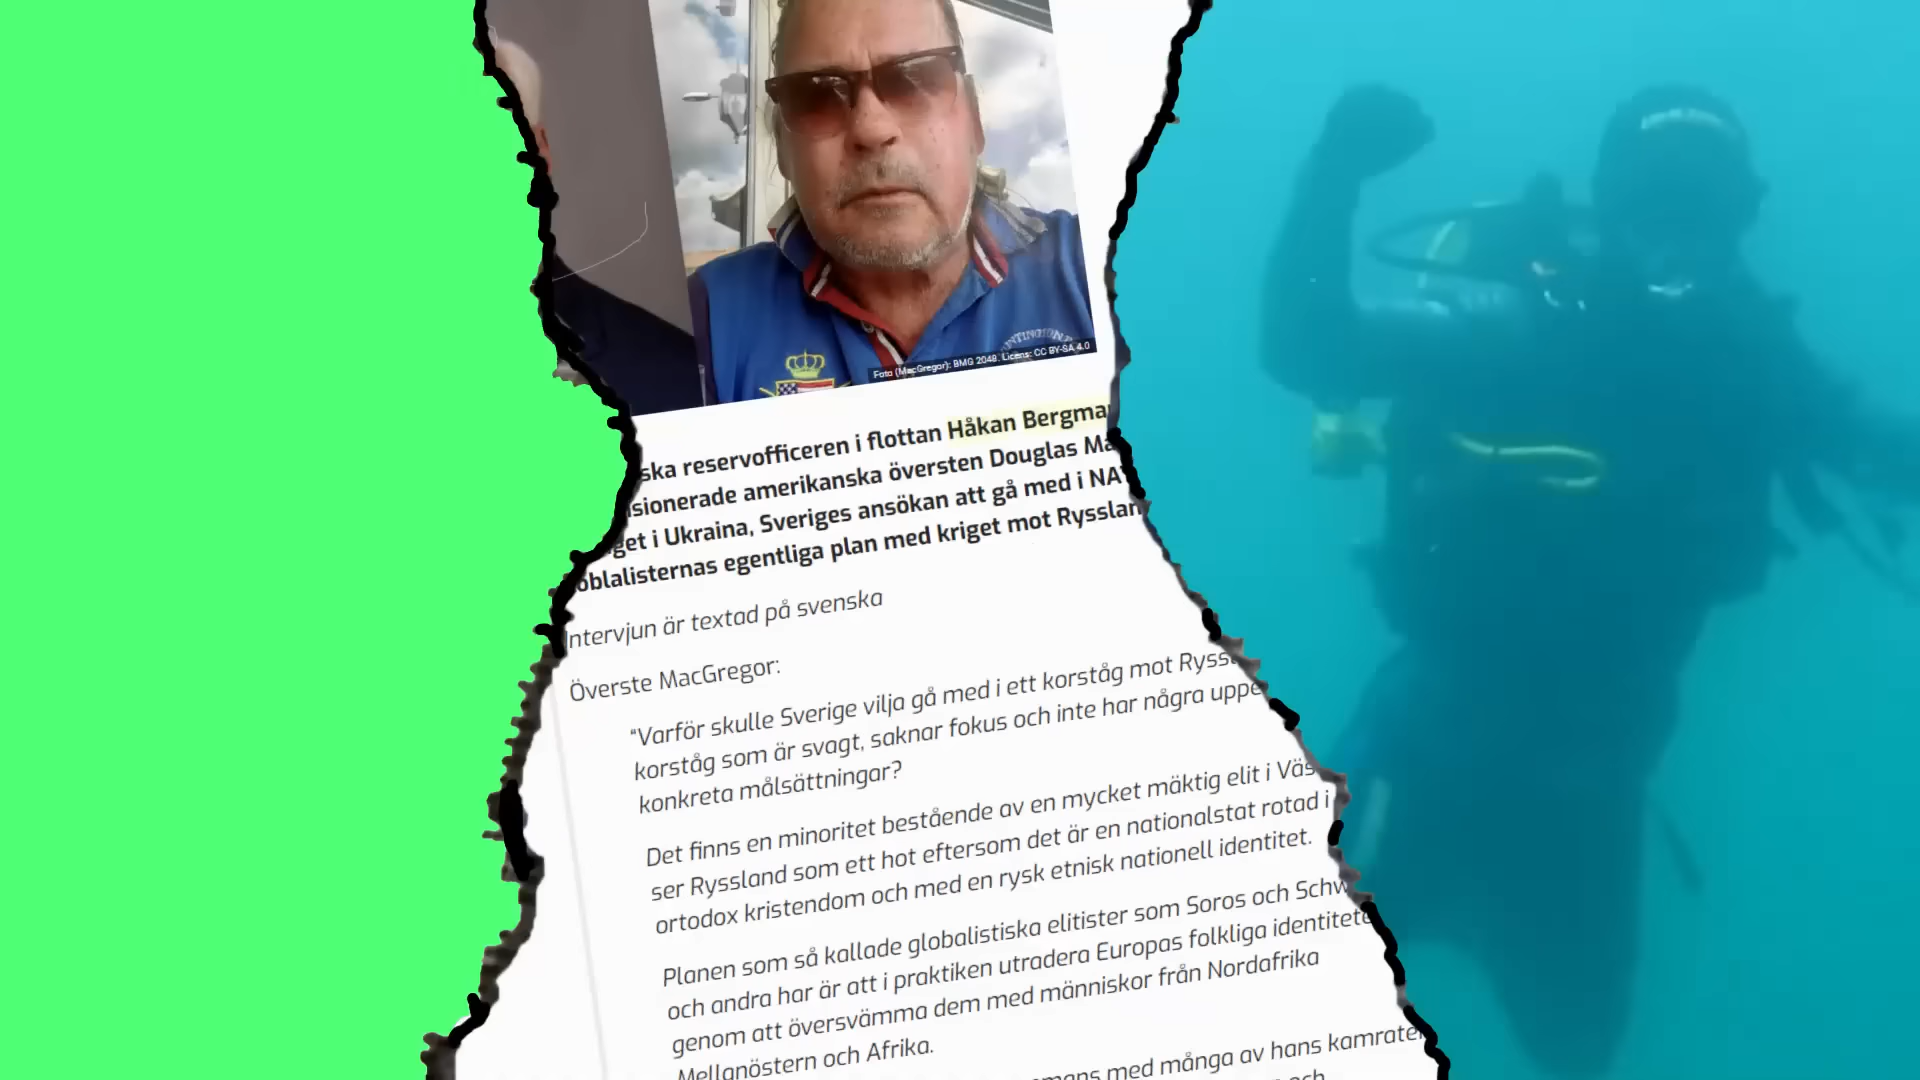 Foto (MacGregor): BMG 2048. Licens: CC BY-SA 4.0
ska reservofficeren i flottan Håkan Bergma
sionerade amerikanska översten Douglas Ma
get i Ukraina, Sveriges ansökan att gå med i NA
oblalisternas egentliga plan med kriget mot Ryssla
Intervjun är textad på svenska
Överste MacGregor:
"Varför skulle Sverige vilja gå med i ett korståg mot Ryss
korståg som är svagt, saknar fokus och inte har några uppe
konkreta målsättningar?
Det finns en minoritet bestående av en mycket mäktig elit i Väs
ser Ryssland som ett hot eftersom det är en nationalstat rotad i
ortodox kristendom och med en rysk etnisk nationell identitet.
Planen som så kallade globalistiska elitister som Soros och Schw
och andra har är att i praktiken utradera Europas folkliga identitete
genom att översvämma dem med människor från Nordafrika
Mellanöstern och Afrika.
mans med många av hans kamrater
och